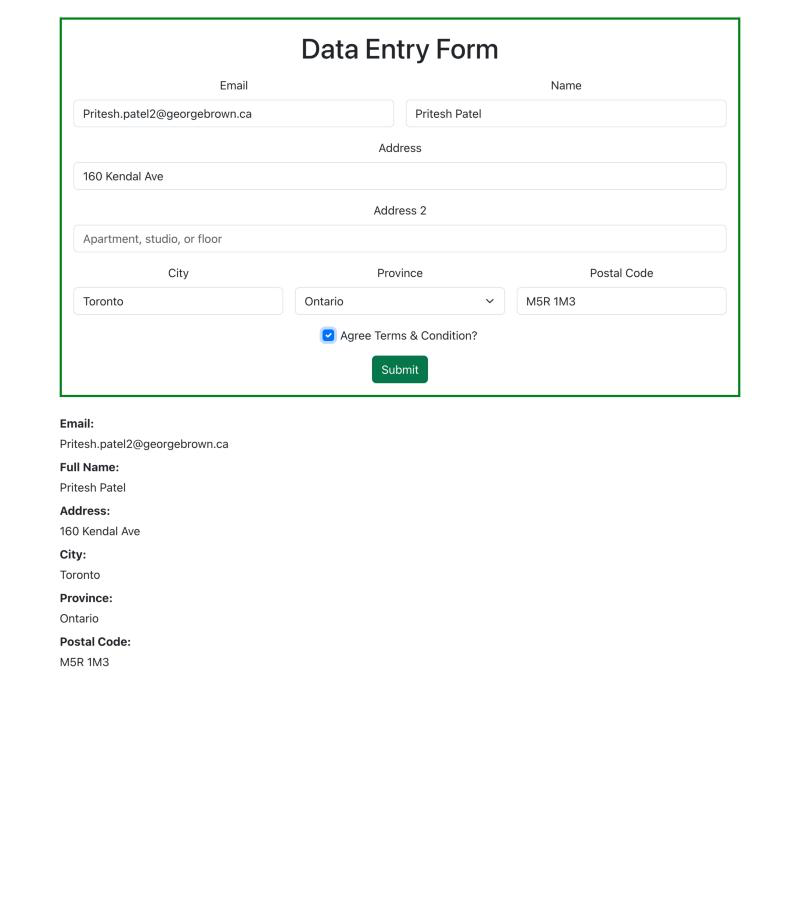 Data Entry Form
Email Name
Pritesh.patel2@georgebrown.ca Pritesh Patel
Address
160 Kendal Ave
Address 2
Apartment, studio, or floor
City Province Postal Code
Toronto Ontario M5R 1M3
Agree Terms & Condition?
Submit
Email:
Pritesh.patel2@georgebrown.ca
Full Name:
Pritesh Patel
Address:
160 Kendal Ave
City:
Toronto
Province:
Ontario
Postal Code:
M5R 1M3